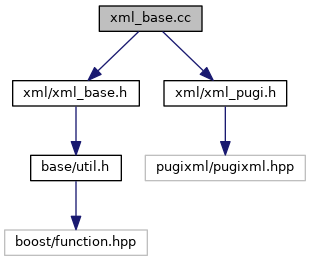 xml_base.cc
xml/xml_base.h
xml/xml_pugi.h
base/util.h
pugixml/pugixml.hpp
boost/function.hpp